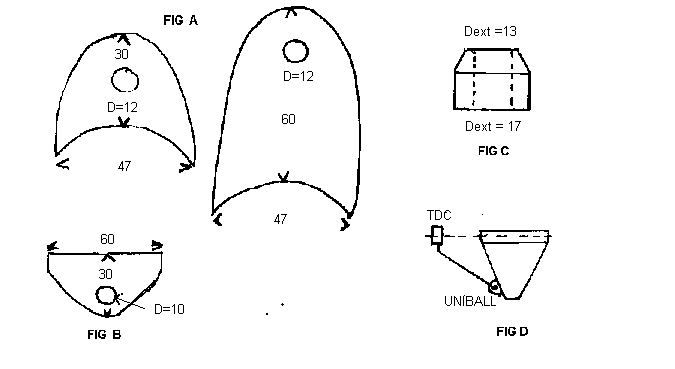 FIG A
30
D=12
47
60
D=12
60
47
Dext =13
Dext = 17
FIG C
60
30
D=10
FIG B
TDC
UNIBALL
FIG D